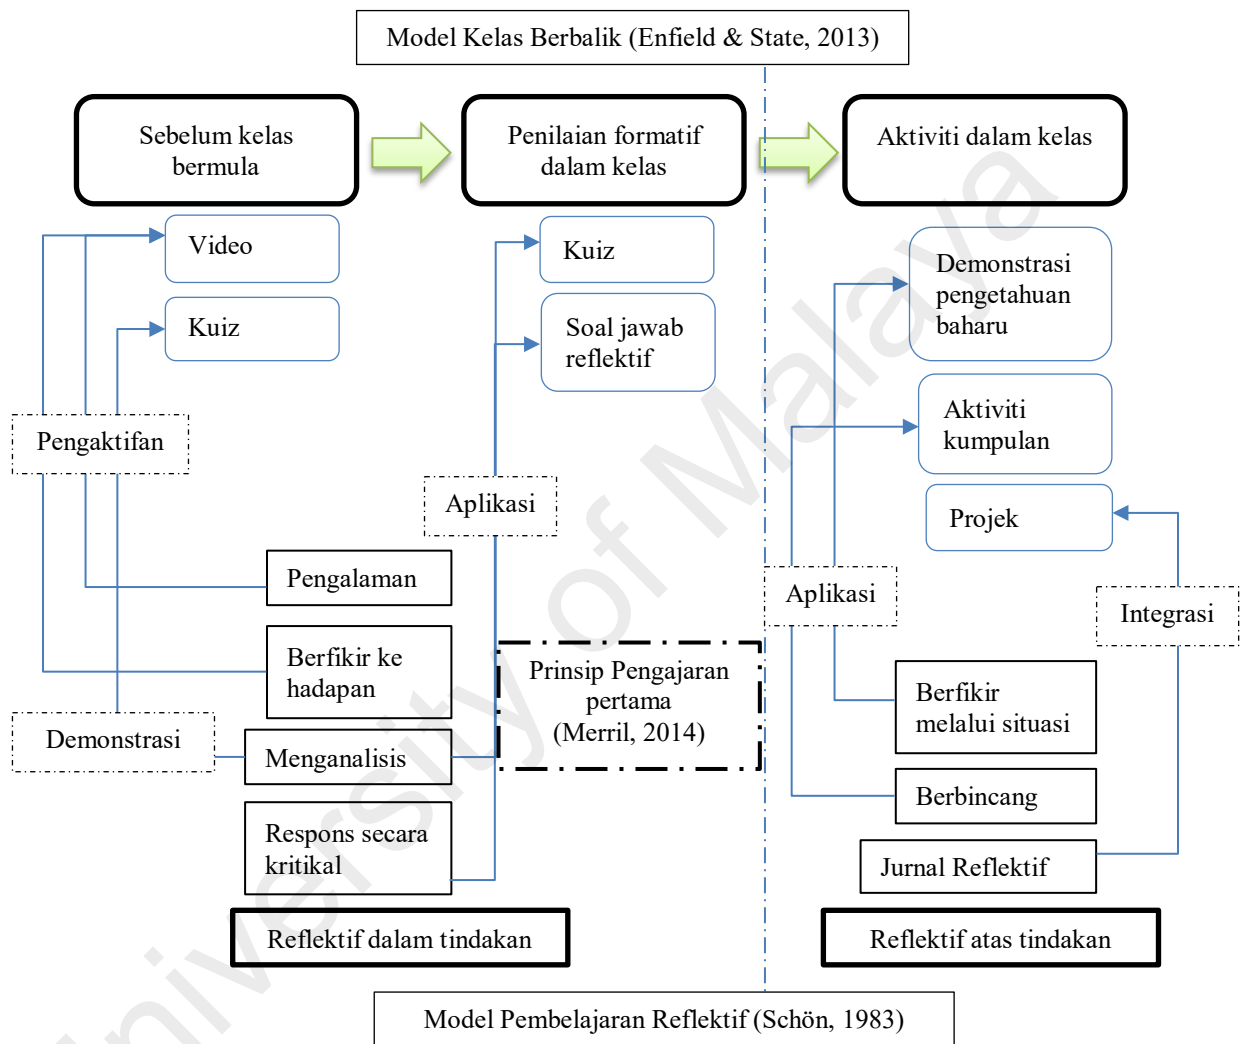 Model Kelas Berbalik (Enfield & State, 2013)
Sebelum kelas
bermula
Penilaian formatif
dalam kelas
Aktiviti dalam kelas
Video
Kuiz
Kuiz
Soal jawab
reflektif
Demonstrasi
pengetahuan
baharu
Aktiviti
kumpulan
Projek
Pengaktifan
Aplikasi
Pengalaman
Berfikir ke
hadapan
Demonstrasi
Menganalisis
Respons secara
kritikal
Prinsip Pengajaran
pertama
(Merril, 2014)
Aplikasi
Integrasi
Berfikir
melalui situasi
Berbincang
Jurnal Reflektif
Reflektif dalam tindakan
Reflektif atas tindakan
Model Pembelajaran Reflektif (Schön, 1983)
University of Malaya